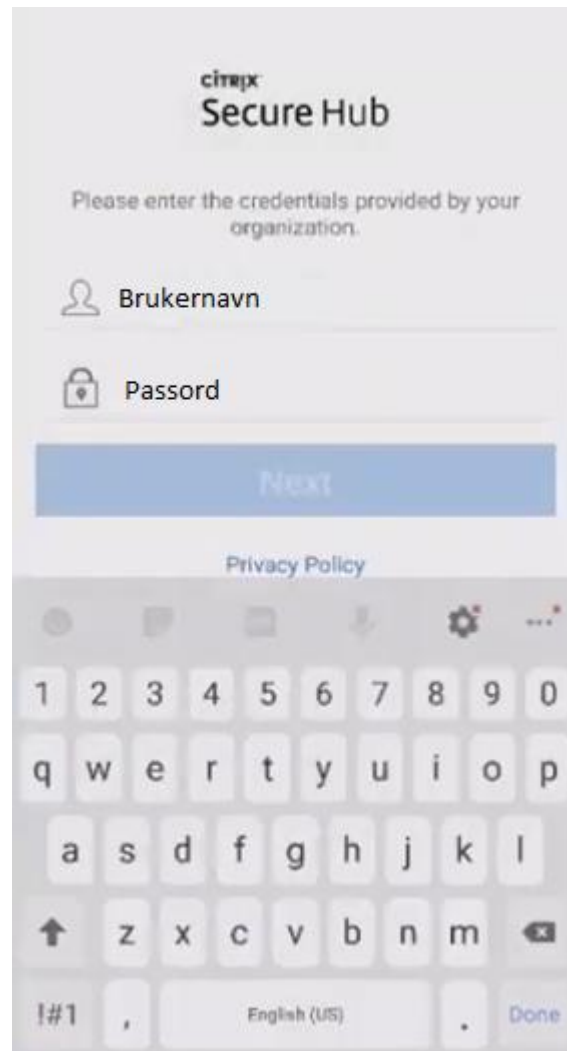 citrix
Secure Hub
Please enter the credentials provided by your
organization.
Brukernavn
Passord
Next
Privacy Policy
1 2 3 4 5 6 7 8 9 0
q w e r t y u i o p
a s d f g h j k l
z x c v b n m
!#1 , English (US) . Done